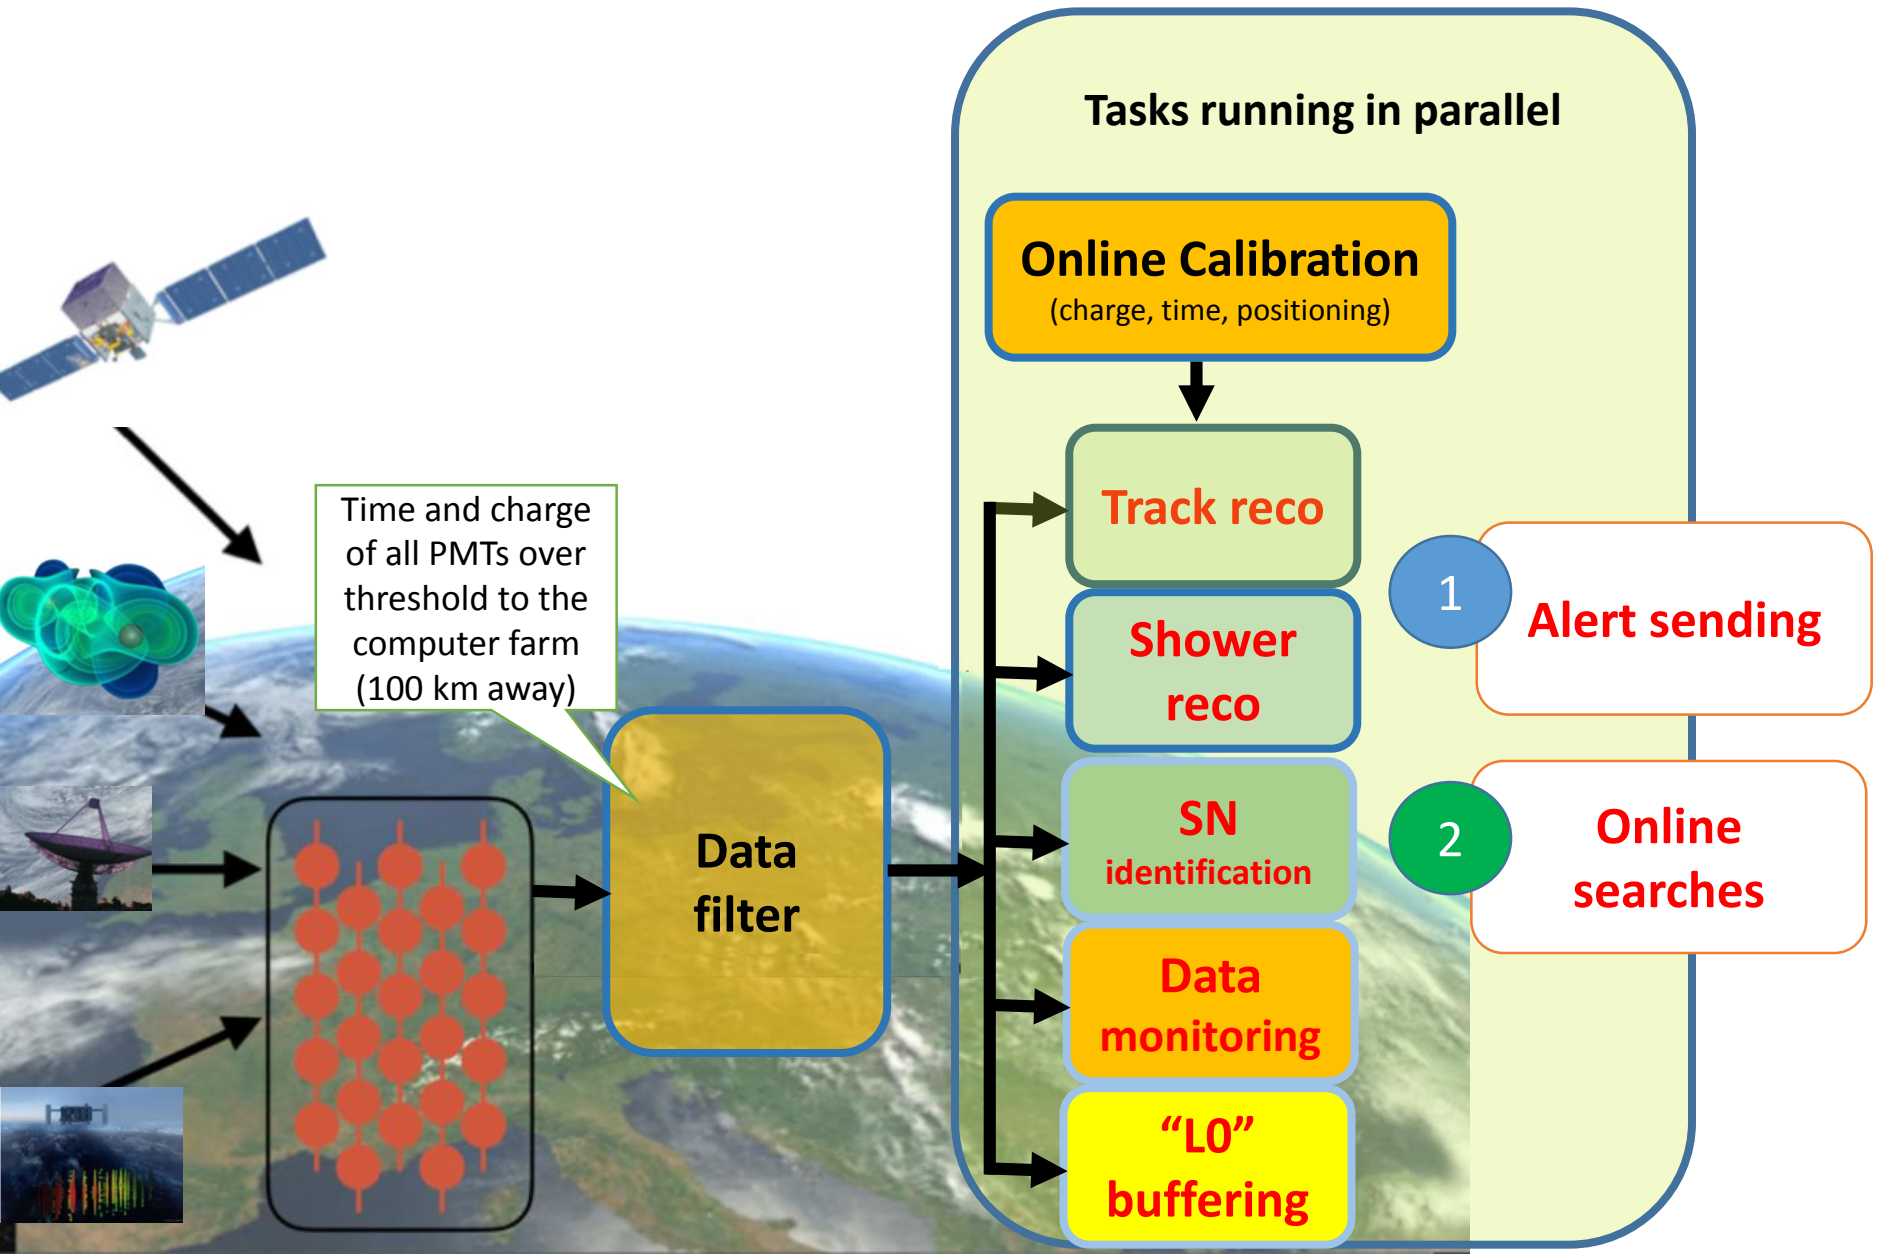 Tasks running in parallel
Online Calibration
(charge, time, positioning)
Time and charge
of all PMTs over
threshold to the
computer farm
(100 km away)
Data
filter
Track reco
Shower
reco
SN
identification
Data
monitoring
“L0”
buffering
1
Alert sending
2
Online
searches